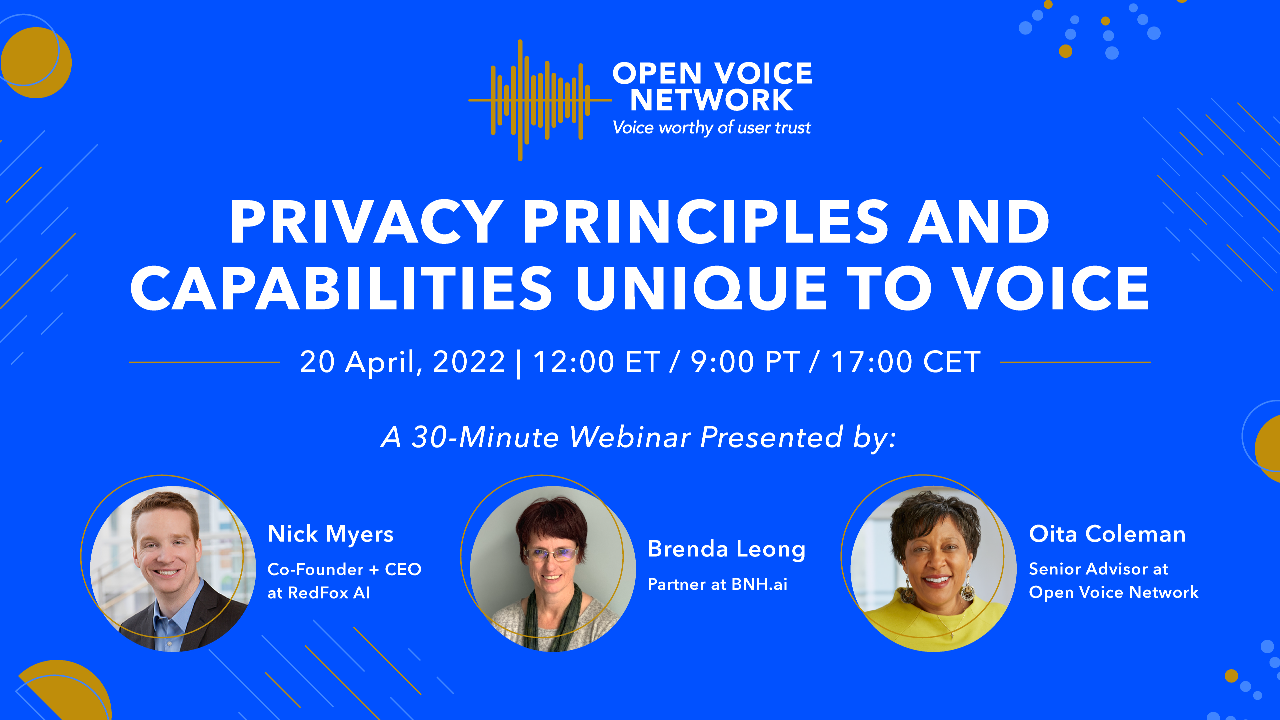 OPEN VOICE
NETWORK
Voice worthy of user trust
PRIVACY PRINCIPLES AND
CAPABILITIES UNIQUE TO VOICE
20 April, 2022 | 12:00 ET / 9:00 PT / 17:00 CET
A 30-Minute Webinar Presented by:
Nick Myers
Co-Founder + CEO
at RedFox AI
Brenda Leong
Partner at BNH.ai
Oita Coleman
Senior Advisor at
Open Voice Network